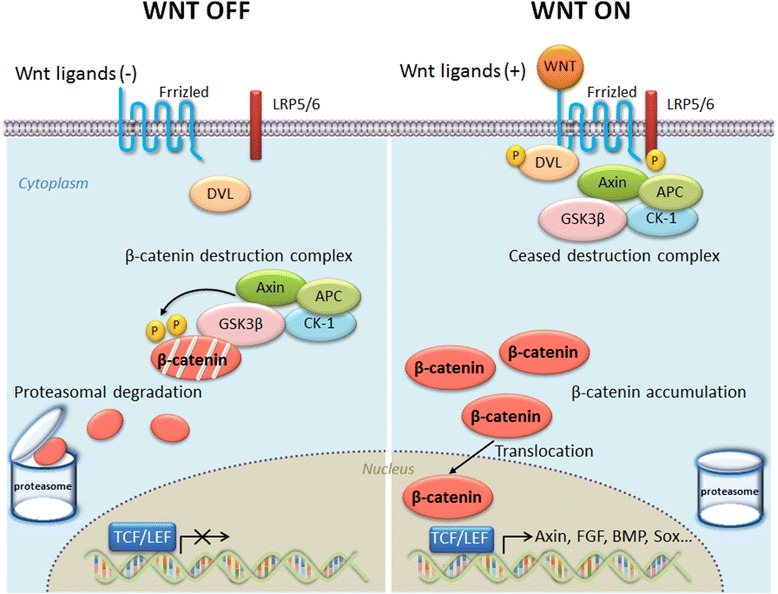 WNT OFF
Wnt ligands (-)
Frrizled
LRP5/6
Cytoplasm
DVL
β-catenin destruction complex
Axin
APC
GSK3β
CK-1
P
P
β-catenin
Proteasomal degradation
proteasome
TCF/LEF
WNT ON
WNT
Wnt ligands (+)
Frrizled
LRP5/6
P
DVL
P
Axin
APC
GSK3β
CK-1
Ceased destruction complex
β-catenin
β-catenin
β-catenin accumulation
β-catenin
Translocation
Nucleus
β-catenin
proteasome
TCF/LEF
Axin, FGF, BMP, Sox...